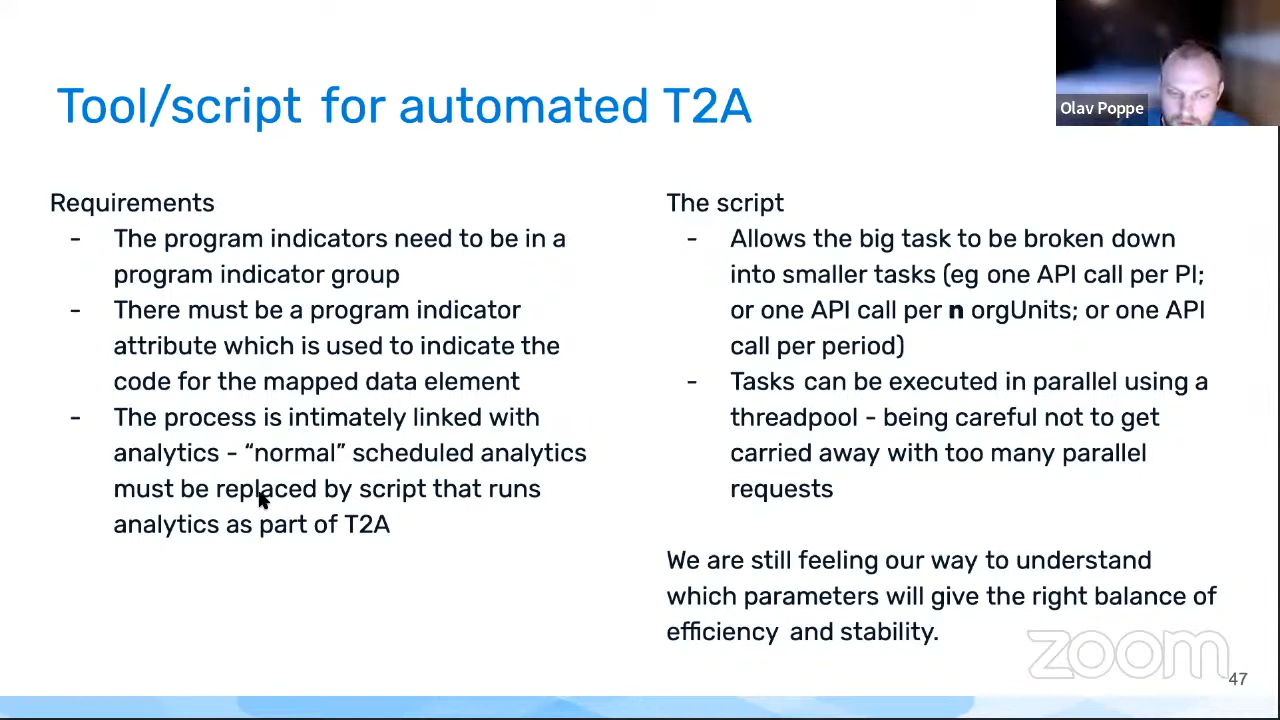 Tool/script for automated T2A
Olav Poppe
Requirements
- The program indicators need to be in a
program indicator group
- There must be a program indicator
attribute which is used to indicate the
code for the mapped data element
- The process is intimately linked with
analytics - “normal” scheduled analytics
must be replaced by script that runs
analytics as part of T2A
The script
- Allows the big task to be broken down
into smaller tasks (eg one API call per PI;
or one API call per n orgUnits; or one API
call per period)
- Tasks can be executed in parallel using a
threadpool - being careful not to get
carried away with too many parallel
requests
We are still feeling our way to understand
which parameters will give the right balance of
efficiency and stability.
zoom
47